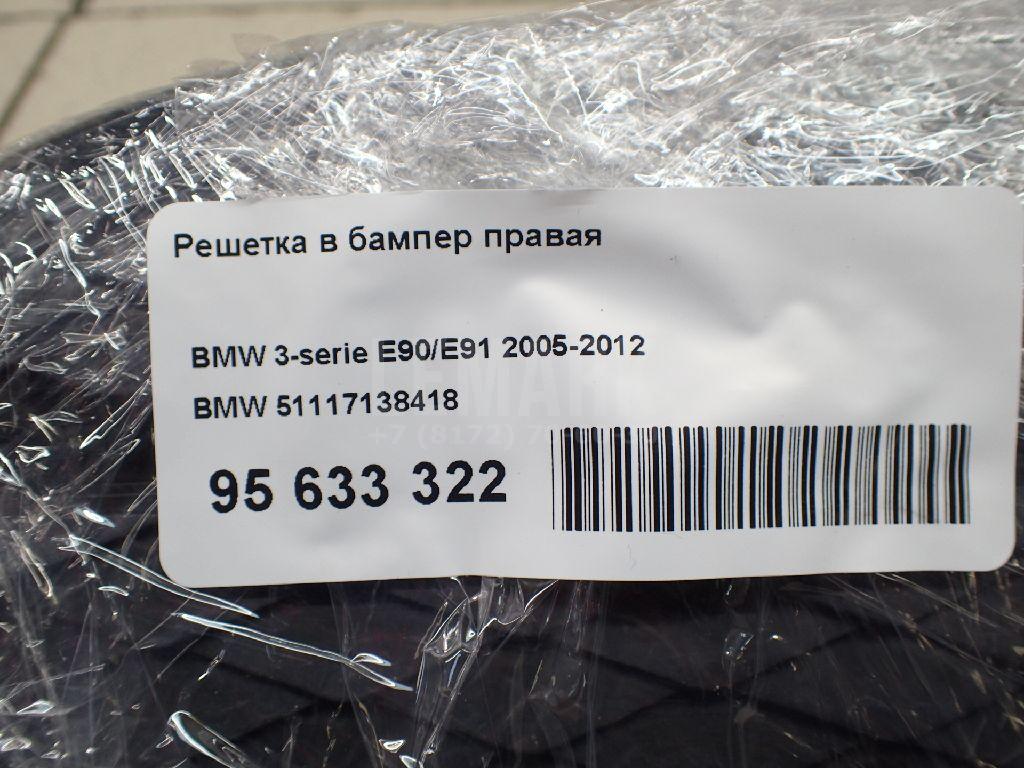 Решетка в бампер правая
BMW 3-serie E90/E91 2005-2012
BMW 51117138418
95 633 322